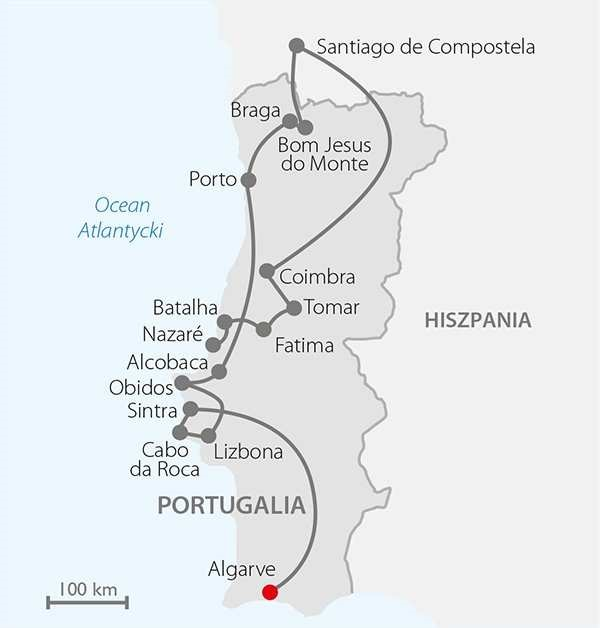 Santiago de Compostela
Braga
Bom Jesus
do Monte
Porto
Ocean
Atlantycki
Coimbra
Batalha
Tomar
Nazaré
HISZPANIA
Fatima
Alcobaca
Obidos
Sintra
Cabo
da Roca
Lizbona
PORTUGALIA
Algarve
100 km